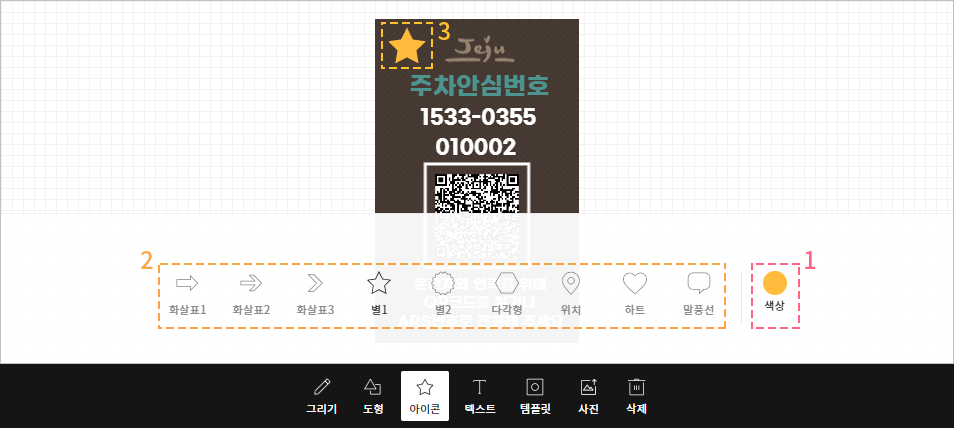 3
Jeju
주차안심번호
1533-0355
010002
2
1
화살표1 화살표2 화살표3 별1 별2 다각형 위치 하트 말풍선 색상
그리기 도형 아이콘 텍스트 템플릿 사진 삭제